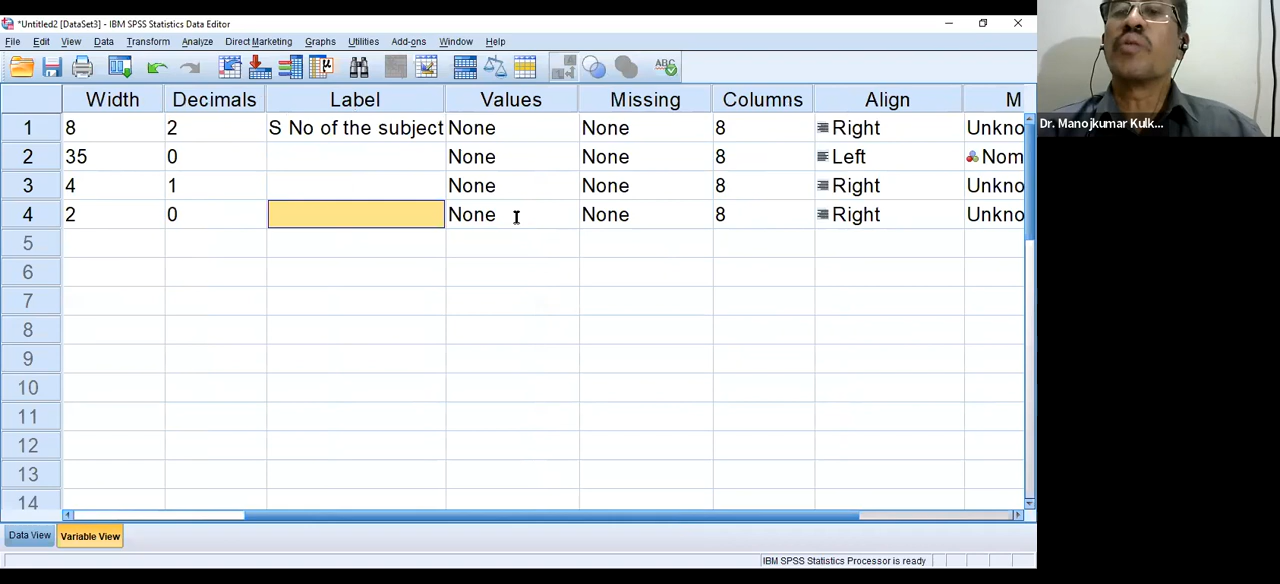 *Untitled2 [DataSet3] - IBM SPSS Statistics Data Editor
File Edit View Data Transform Analyze Direct Marketing Graphs Utilities Add-ons Window Help
Width Decimals Label Values Missing Columns Align M
1 8 2 S No of the subject None None 8 Right Unkno
2 35 0 None None 8 Left Nom
3 4 1 None None 8 Right Unkno
4 2 0 None None 8 Right Unkno
5
6
7
8
9
10
11
12
13
14
Data View Variable View
IBM SPSS Statistics Processor is ready
Dr. Manojkumar Kulk...